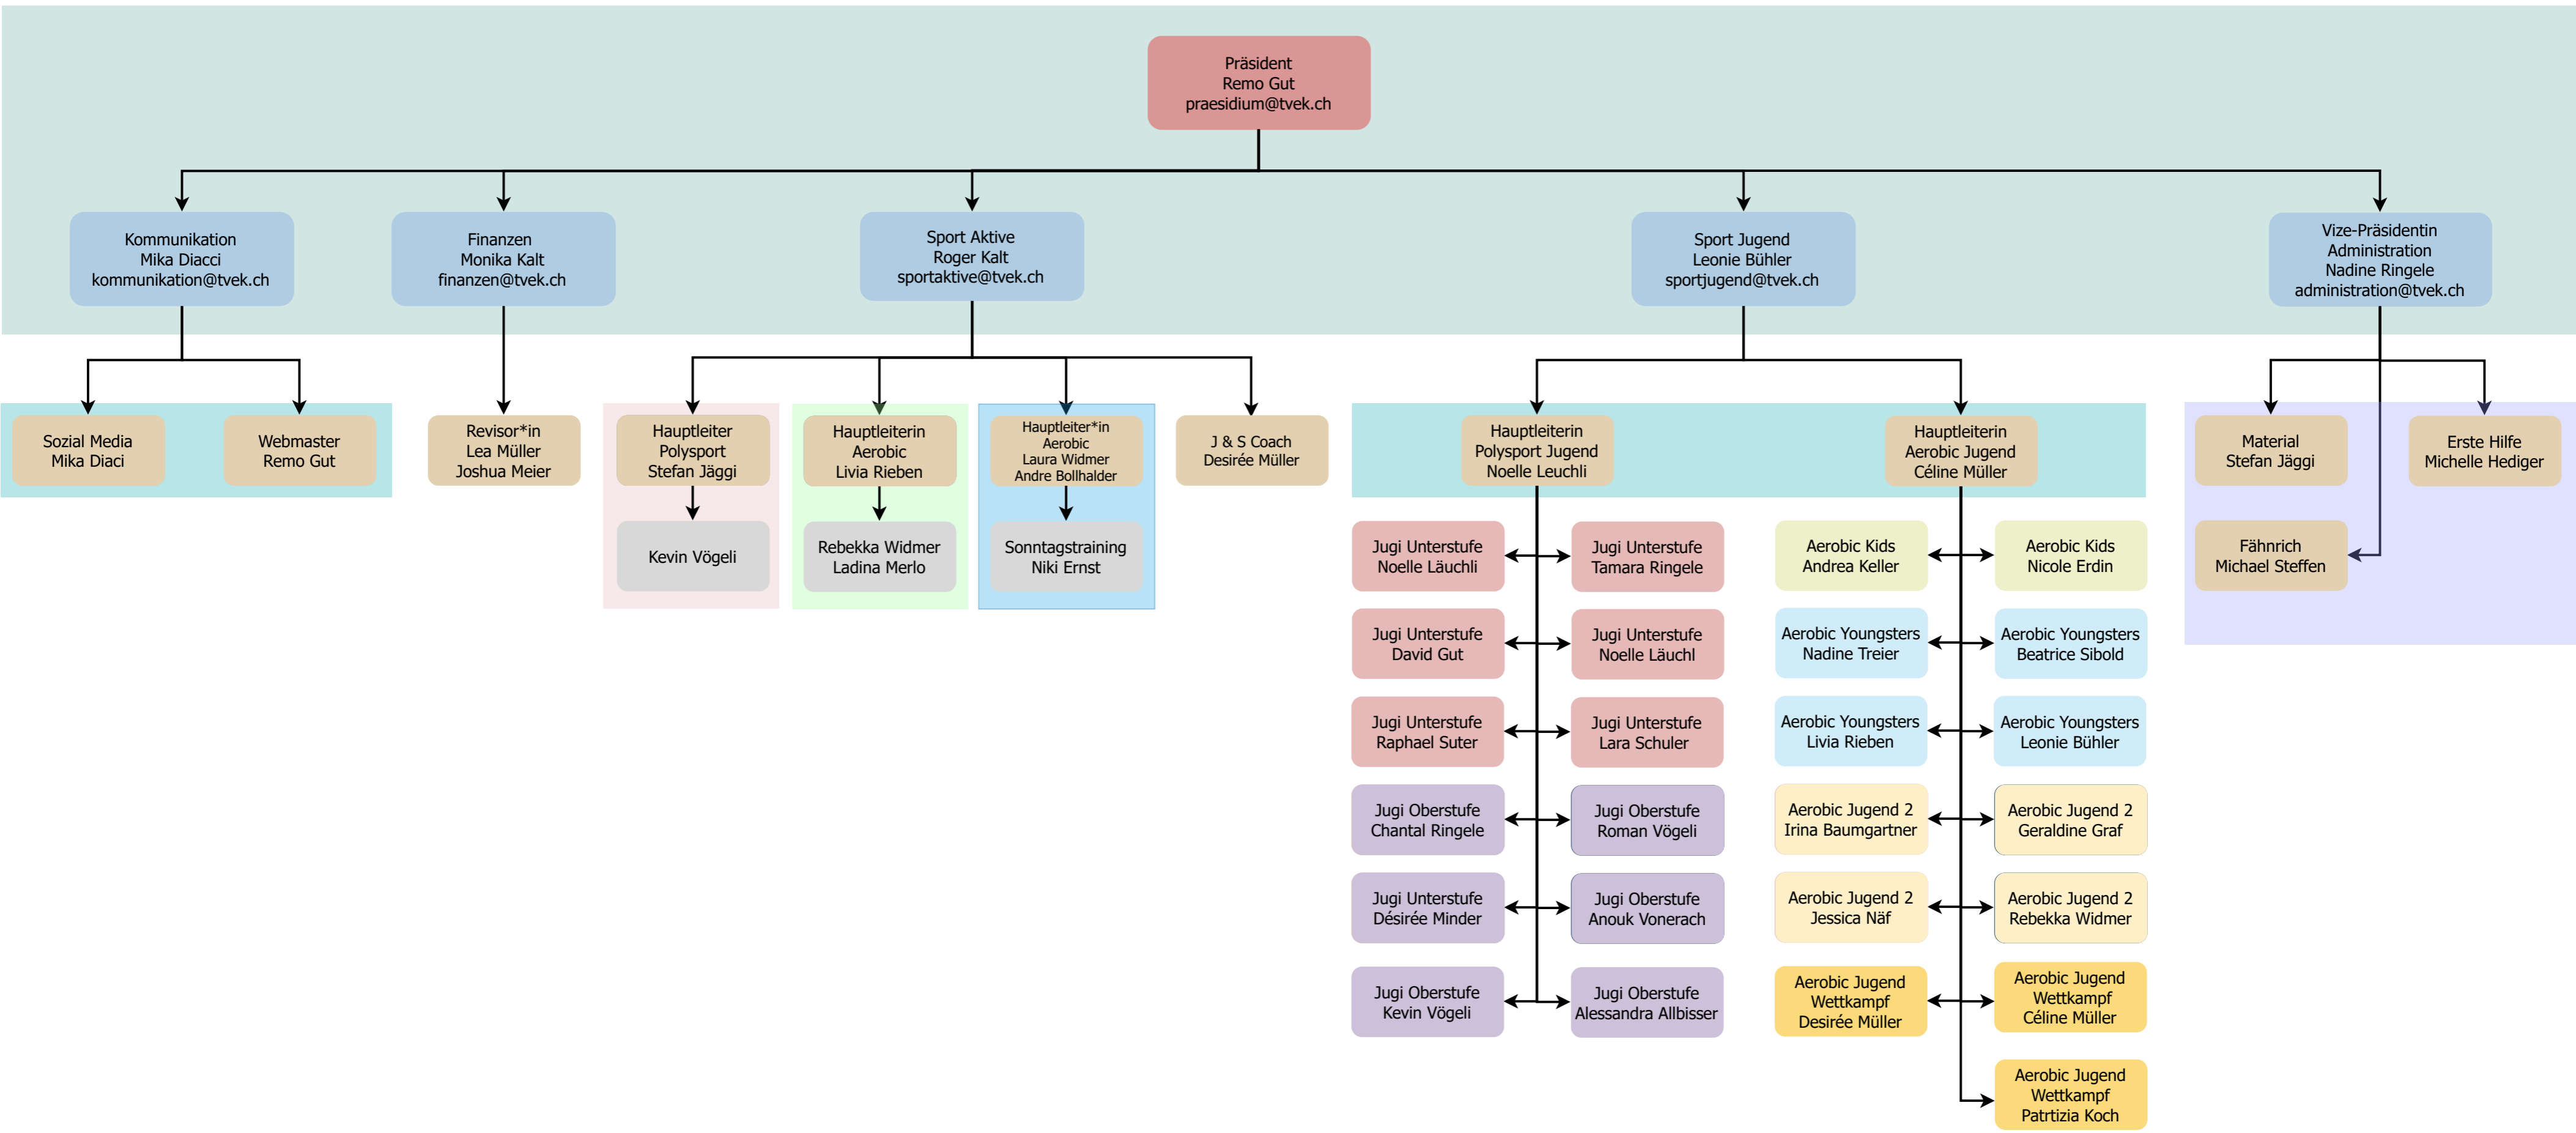 Präsident
Remo Gut
praesidium@tvek.ch
Kommunikation
Mika Diacci
kommunikation@tvek.ch
Finanzen
Monika Kalt
finanzen@tvek.ch
Sport Aktive
Roger Kalt
sportaktive@tvek.ch
Sport Jugend
Leonie Bühler
sportjugend@tvek.ch
Vize-Präsidentin
Administration
Nadine Ringele
administration@tvek.ch
Sozial Media
Mika Diaci
Webmaster
Remo Gut
Revisor*in
Lea Müller
Joshua Meier
Hauptleiter
Polysport
Stefan Jäggi
Hauptleiterin
Aerobic
Livia Rieben
Hauptleiter*in
Aerobic
Laura Widmer
Andre Bollhalder
J & S Coach
Desirée Müller
Hauptleiterin
Polysport Jugend
Noelle Leuchli
Hauptleiterin
Aerobic Jugend
Céline Müller
Material
Stefan Jäggi
Erste Hilfe
Michelle Hediger
Kevin Vögeli
Rebekka Widmer
Ladina Merlo
Sonntagstraining
Niki Ernst
Jugi Unterstufe
Noelle Läuchli
Jugi Unterstufe
Tamara Ringele
Aerobic Kids
Andrea Keller
Aerobic Kids
Nicole Erdin
Fähnrich
Michael Steffen
Jugi Unterstufe
David Gut
Jugi Unterstufe
Noelle Läuchl
Aerobic Youngsters
Nadine Treier
Aerobic Youngsters
Beatrice Sibold
Jugi Unterstufe
Raphael Suter
Jugi Unterstufe
Lara Schuler
Aerobic Youngsters
Livia Rieben
Aerobic Youngsters
Leonie Bühler
Jugi Oberstufe
Chantal Ringele
Jugi Oberstufe
Roman Vögeli
Aerobic Jugend 2
Irina Baumgartner
Aerobic Jugend 2
Geraldine Graf
Jugi Unterstufe
Désirée Minder
Jugi Oberstufe
Anouk Vonerach
Aerobic Jugend 2
Jessica Näf
Aerobic Jugend 2
Rebekka Widmer
Jugi Oberstufe
Kevin Vögeli
Jugi Oberstufe
Alessandra Allbisser
Aerobic Jugend
Wettkampf
Desirée Müller
Aerobic Jugend
Wettkampf
Céline Müller
Aerobic Jugend
Wettkampf
Patrtizia Koch